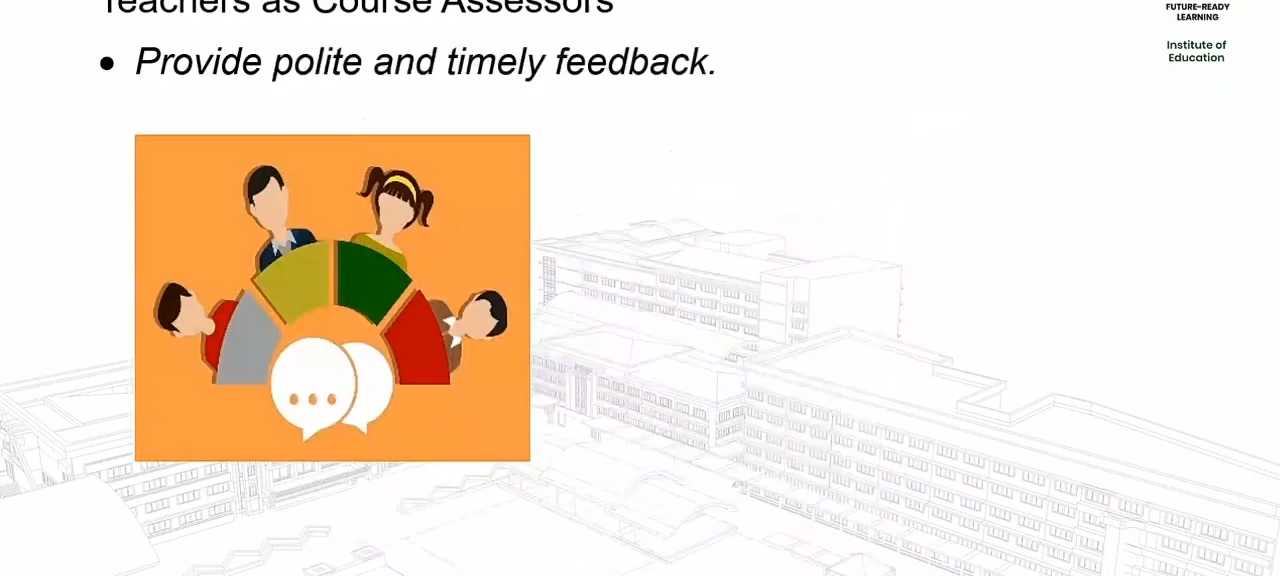 Teachers as Course Assessors
• Provide polite and timely feedback.
FUTURE-READY
LEARNING
Institute of
Education